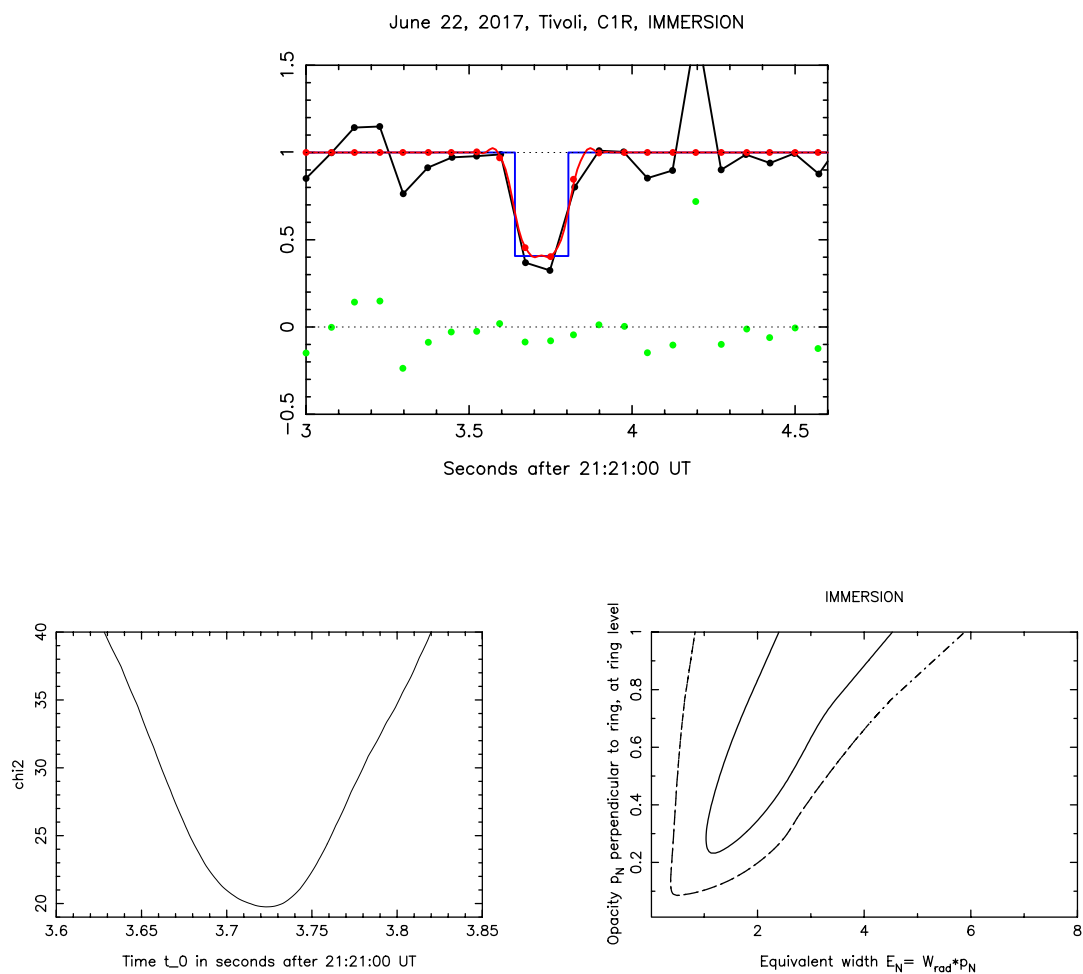 June 22, 2017, Tivoli, C1R, IMMERSION
1.5
1
0.5
0
−0.5
3 3.5 4 4.5
Seconds after 21:21:00 UT
40
35
30
25
20
chi2
3.6 3.65 3.7 3.75 3.8 3.85
Time t_0 in seconds after 21:21:00 UT
IMMERSION
Opacity p_N perpendicular to ring, at ring level
1
0.8
0.6
0.4
0.2
0 2 4 6 8
Equivalent width E_N= W_rad*p_N